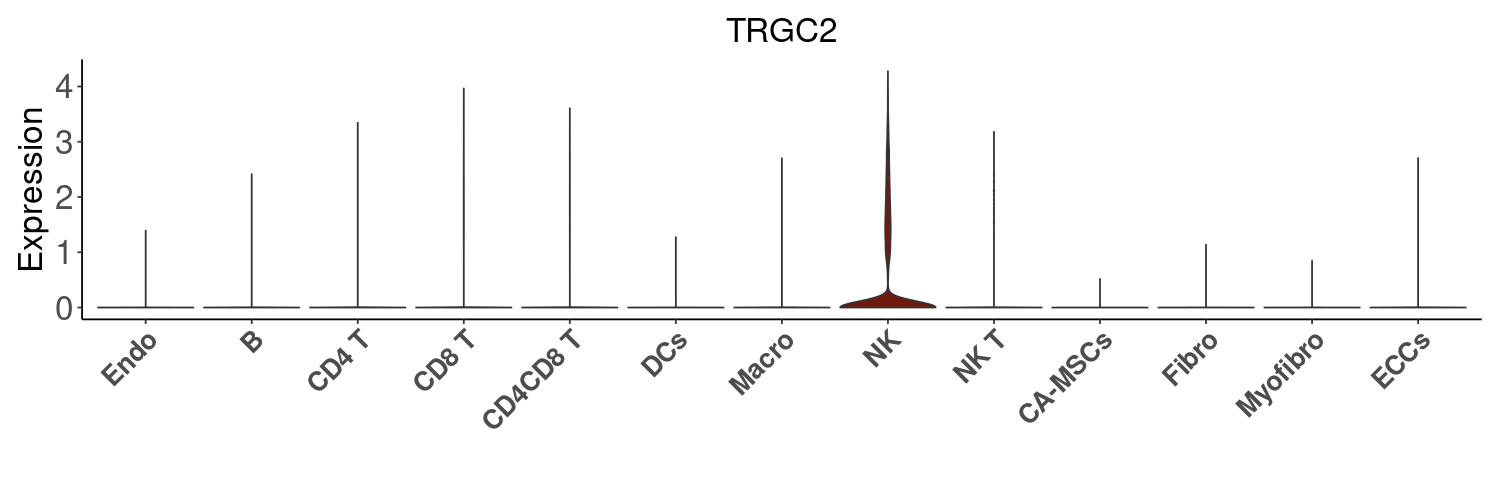 TRGC2
Expression
4
3
2
1
0
Endo
B
CD4 T
CD8 T
CD4CD8 T
DCs
Macro
NK
NK T
CA-MSCs
Fibro
Myofibro
ECCs